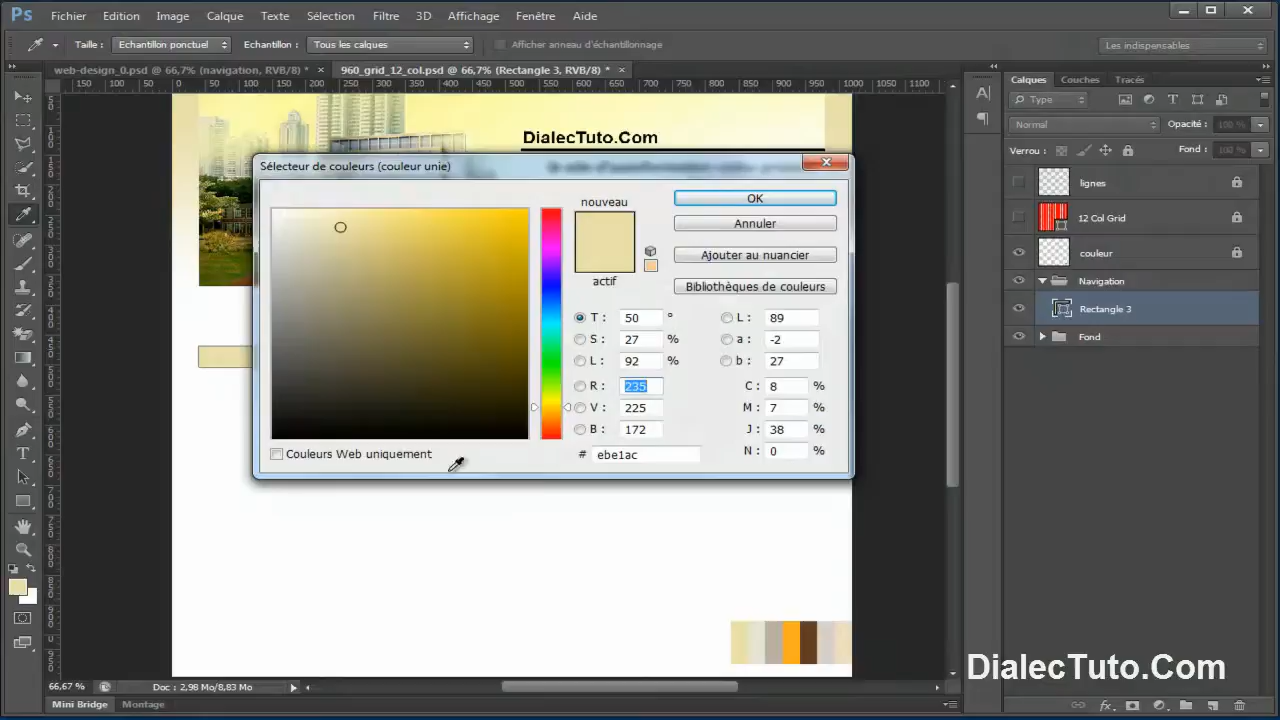 Ps Fichier Edition Image Calque Texte Sélection Filtre 3D Affichage Fenêtre Aide
Taille : Echantillon ponctuel Echantillon : Tous les calques Afficher anneau d'échantillonnage Les indispensables
web-design_0.psd @ 66,7% (navigation, RVB/8) * × 960_grid_12_col.psd @ 66,7% (Rectangle 3, RVB/8) * ×
Calques Couches Tracés
150 100 50 0 50 100 150 200 250 300 350 400 450 500 550 600 650 700 750 800 850 900 950 1000 1050 1100
Type
Normal Opacité : 100 %
Verrou : Fond : 100 %
lignes
12 Col Grid
couleur
Navigation
Rectangle 3
Fond
DialecTuto.Com
Sélecteur de couleurs (couleur unie)
nouveau
actif
OK
Annuler
Ajouter au nuancier
Bibliothèques de couleurs
T : 50 ° L : 89
S : 27 % a : -2
L : 92 % b : 27
R : 235 C : 8 %
V : 225 M : 7 %
B : 172 J : 38 %
# ebe1ac N : 0 %
Couleurs Web uniquement
DialecTuto.Com
66,67 % Doc : 2,98 Mo/8,83 Mo
Mini Bridge Montage
fx